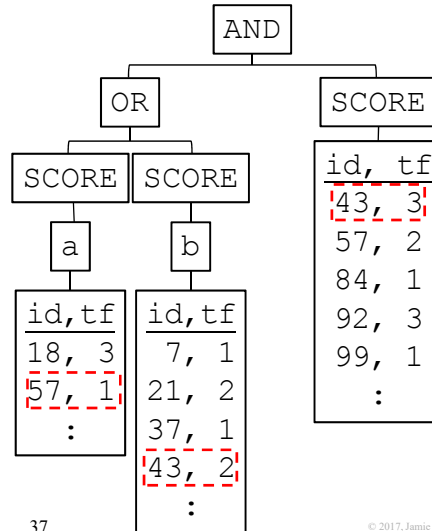 AND
OR
SCORE
SCORE
SCORE
a
b
id,tf
18, 3
57, 1
:
id,tf
7, 1
21, 2
37, 1
43, 2
:
id, tf
43, 3
57, 2
84, 1
92, 3
99, 1
:
37
© 2017, Jamie